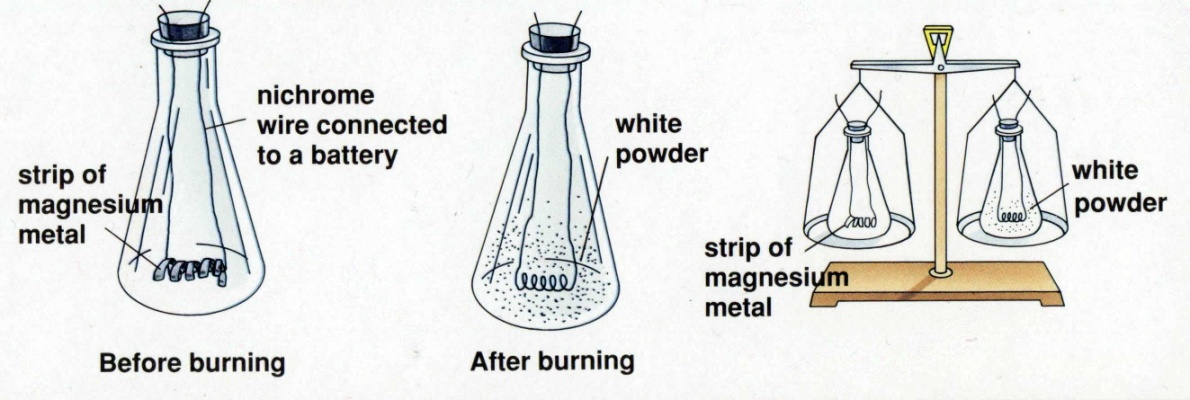 nichrome
wire connected
to a battery
strip of
magnesium
metal
Before burning
white
powder
After burning
strip of
magnesium
metal
white
powder